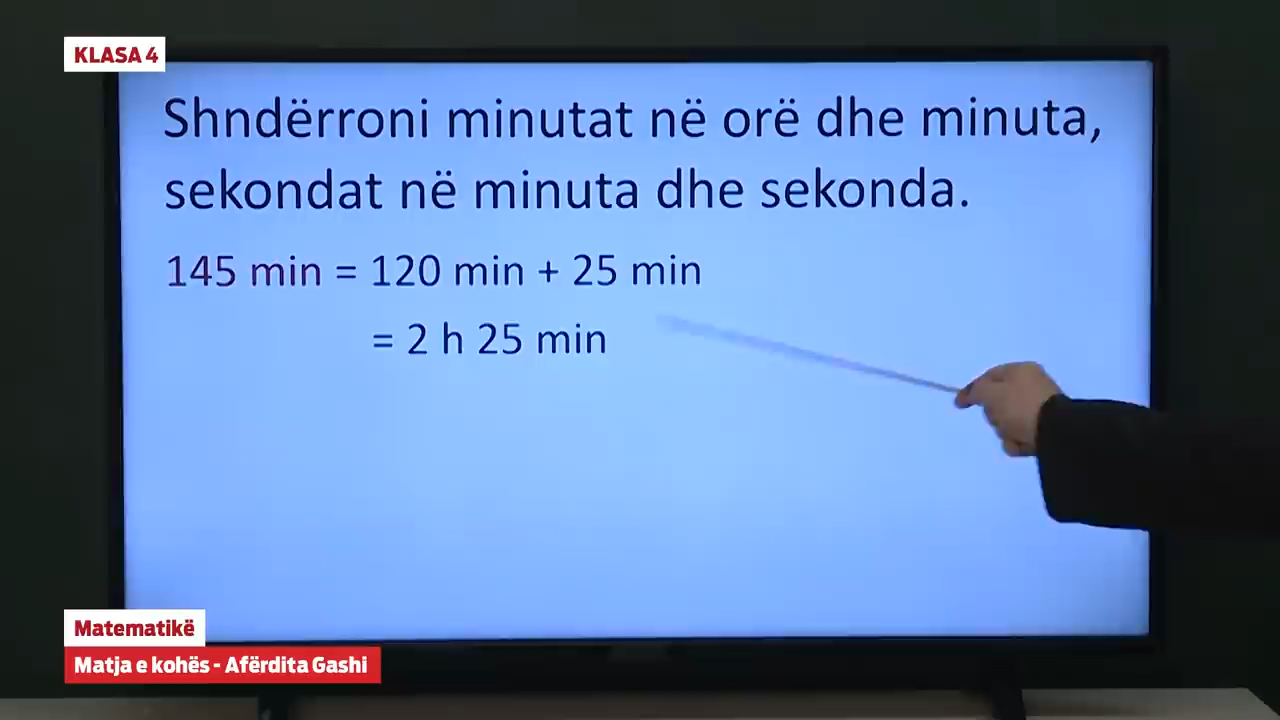 KLASA 4
Shndërroni minutat në orë dhe minuta,
sekondat në minuta dhe sekonda.
145 min = 120 min + 25 min
= 2 h 25 min
Matematikë
Matja e kohës - Afërdita Gashi